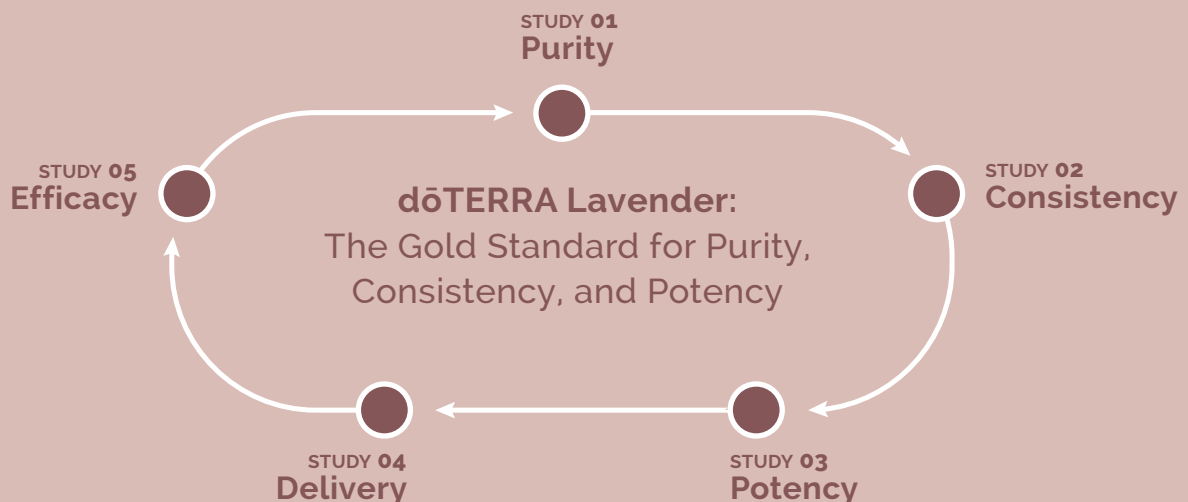 STUDY 01
Purity
STUDY 05
Efficacy
STUDY 02
Consistency
dōTERRA Lavender:
The Gold Standard for Purity,
Consistency, and Potency
STUDY 04
Delivery
STUDY 03
Potency